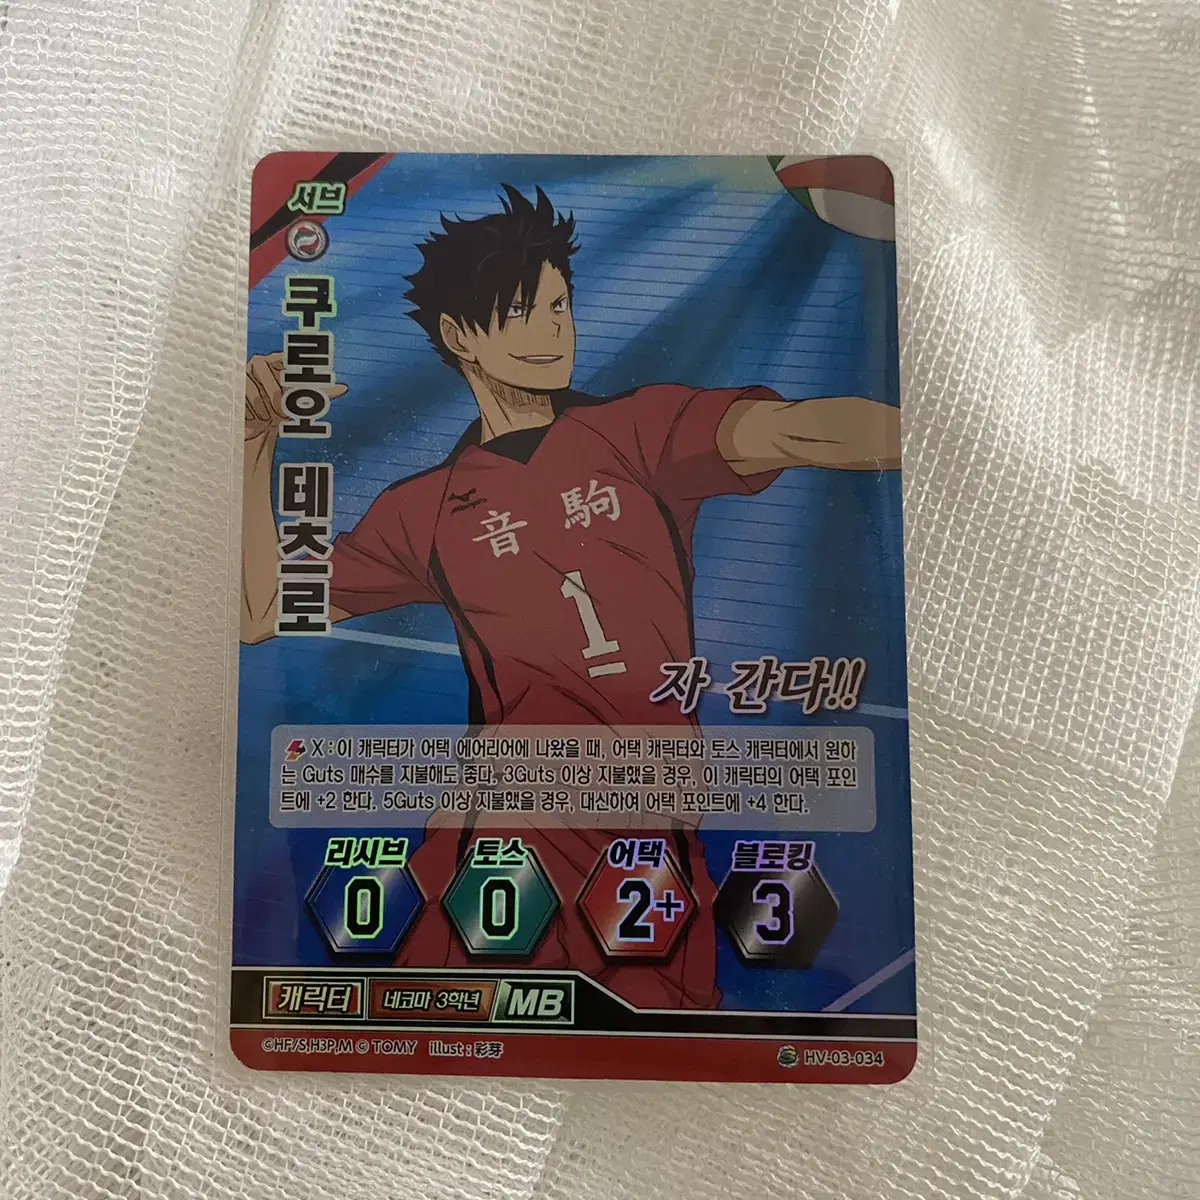 서브
쿠로오 테츠로
音駒
1
자 간다!!
X : 이 캐릭터가 어택 에어리어에 나왔을 때, 어택 캐릭터와 토스 캐릭터에서 원하
는 Guts 매수를 지불해도 좋다. 3Guts 이상 지불했을 경우, 이 캐릭터의 어택 포인
트에 +2 한다. 5Guts 이상 지불했을 경우, 대신하여 어택 포인트에 +4 한다.
리시브 토스 어택 블로킹
0 0 2+ 3
캐릭터 네코마 3학년 MB
©HF/S,H3P,M © TOMY illust : 彩芽 S HV-03-034